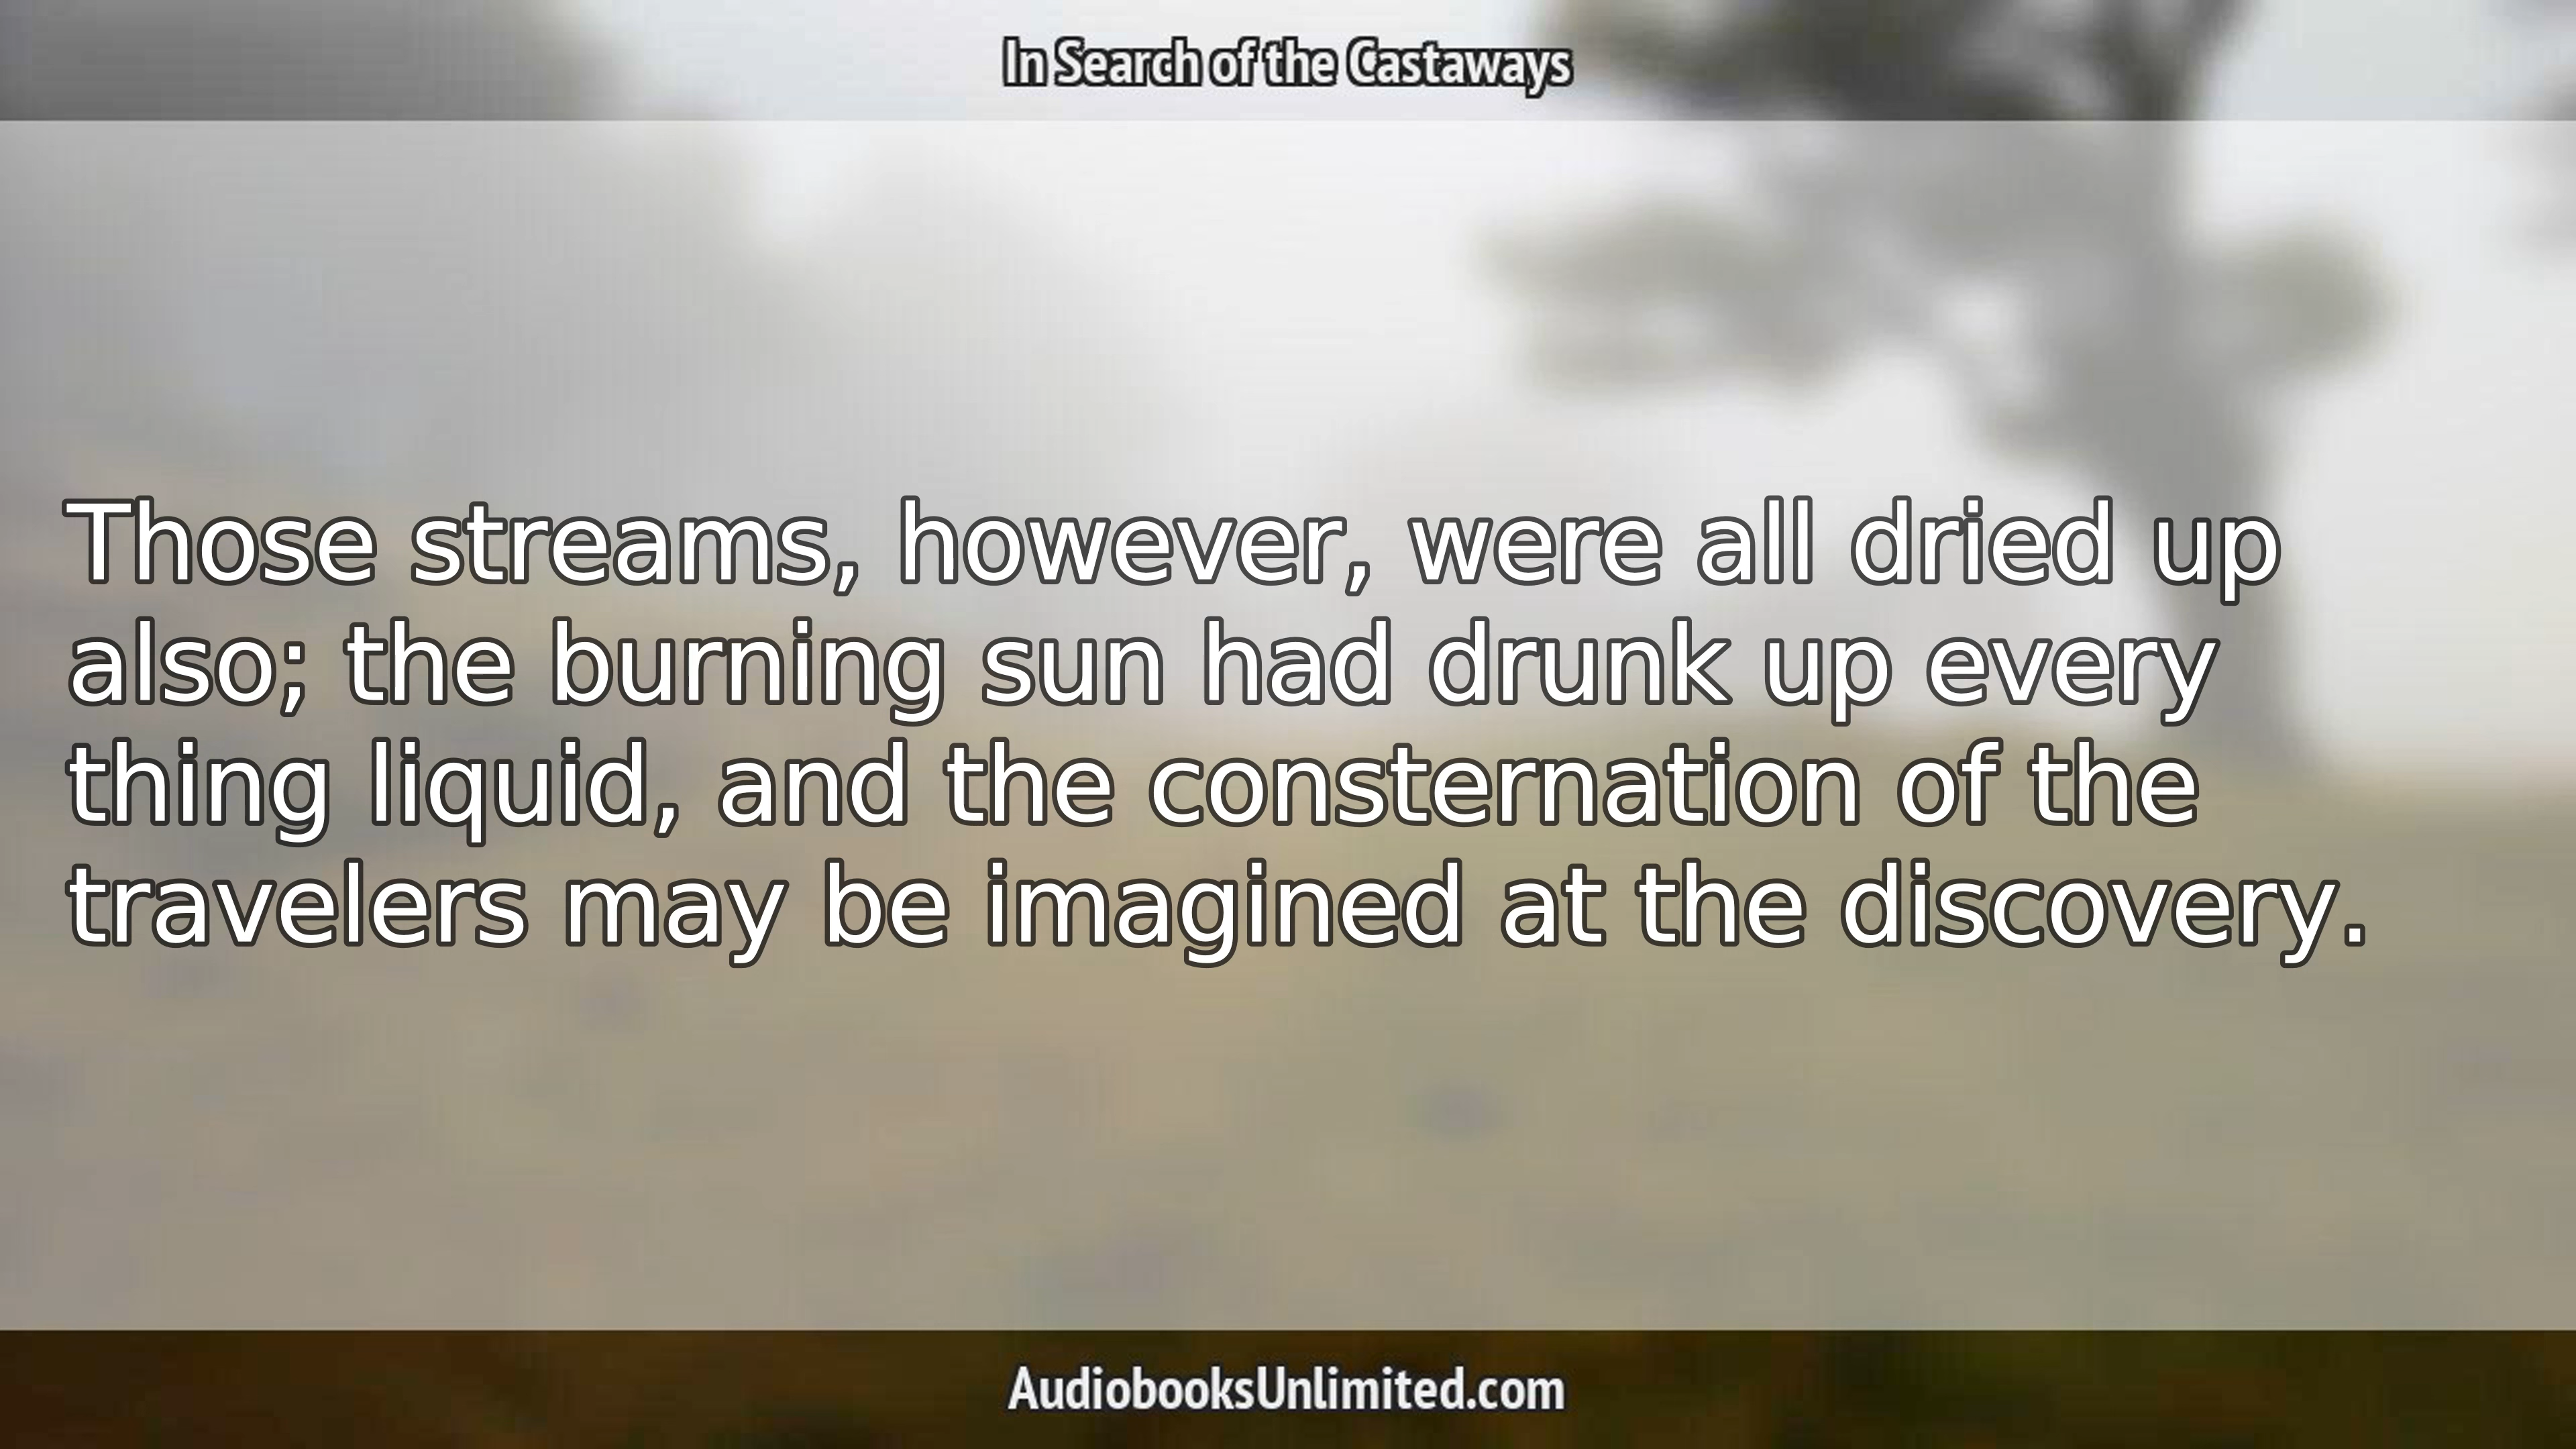 In Search of the Castaways
Those streams, however, were all dried up
also; the burning sun had drunk up every
thing liquid, and the consternation of the
travelers may be imagined at the discovery.
AudiobooksUnlimited.com